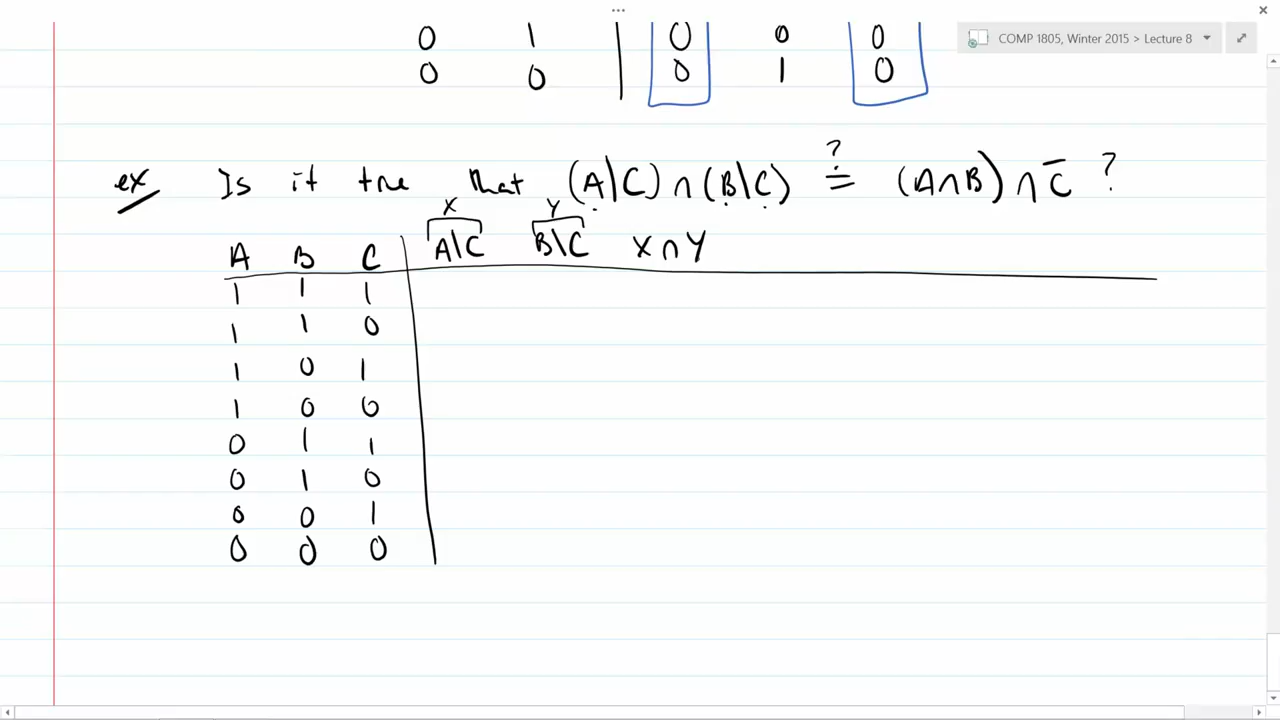 COMP 1805, Winter 2015 > Lecture 8
0 1 | 0 0 0
0 0 | 0 1 0
ex Is it true that (A\C) ∩ (B\C) ≟ (A∩B) ∩ C̅ ?
X Y
A B C | A\C B\C X ∩ Y
1 1 1
1 1 0
1 0 1
1 0 0
0 1 1
0 1 0
0 0 1
0 0 0